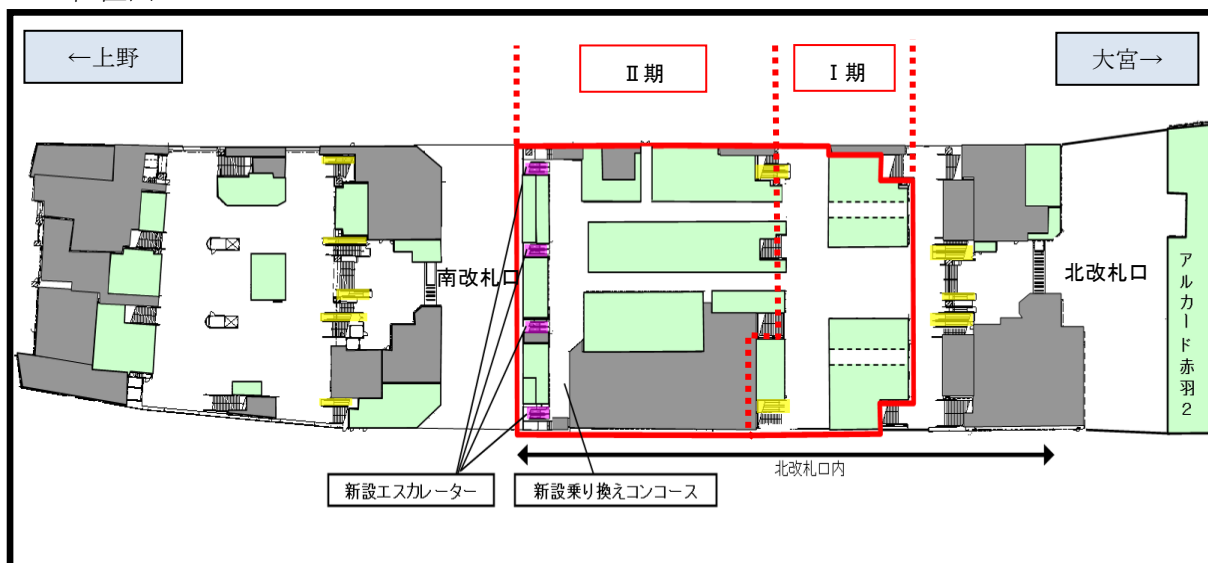 ←上野
Ⅱ期
Ⅰ期
大宮→
南改札口
北改札口
アルカード赤羽2
北改札口内
新設エスカレーター
新設乗り換えコンコース